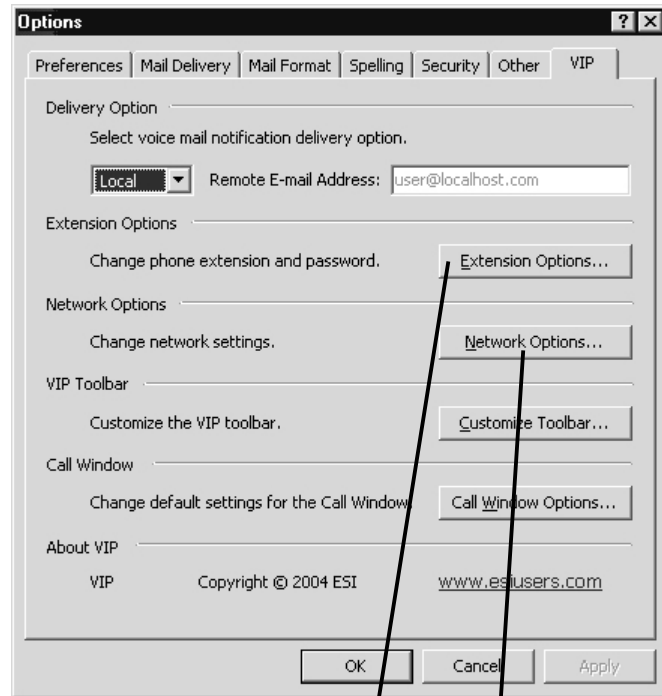 Options
Preferences Mail Delivery Mail Format Spelling Security Other VIP
Delivery Option
Select voice mail notification delivery option.
Local Remote E-mail Address: user@localhost.com
Extension Options
Change phone extension and password. Extension Options...
Network Options
Change network settings. Network Options...
VIP Toolbar
Customize the VIP toolbar. Customize Toolbar...
Call Window
Change default settings for the Call Window. Call Window Options...
About VIP
VIP Copyright © 2004 ESI www.esiusers.com
OK Cancel Apply